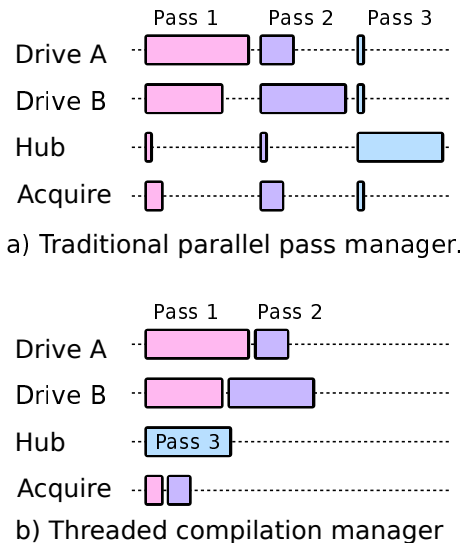 Pass 1 Pass 2 Pass 3
Drive A
Drive B
Hub
Acquire
a) Traditional parallel pass manager.
Pass 1 Pass 2
Drive A
Drive B
Hub Pass 3
Acquire
b) Threaded compilation manager